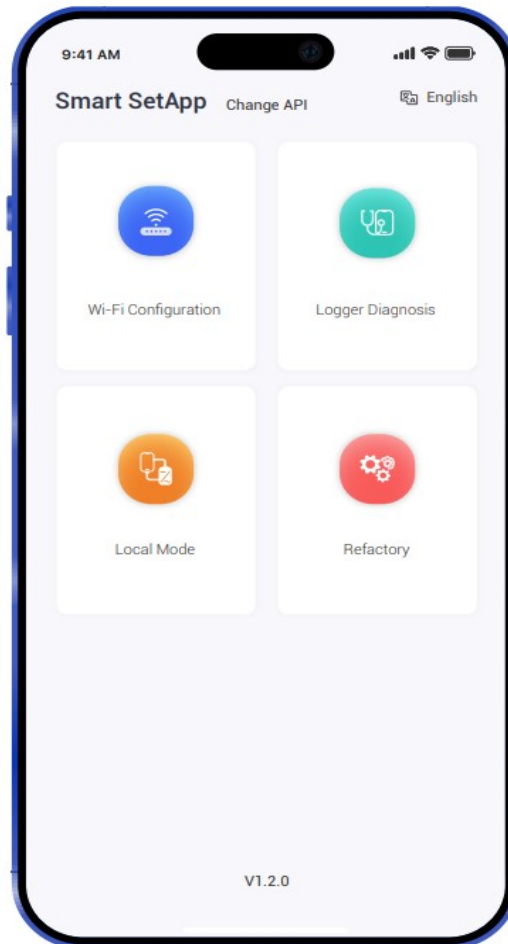 9:41 AM
Smart SetApp Change API English
Wi-Fi Configuration Logger Diagnosis
Local Mode Refactory
V1.2.0